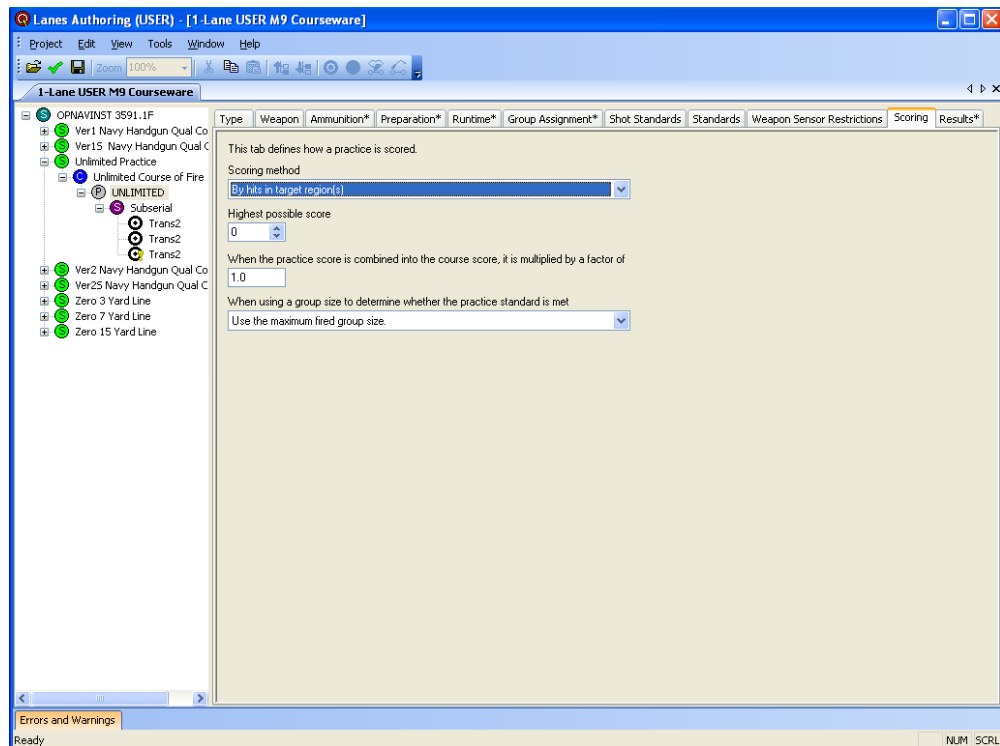 Lanes Authoring (USER) - [1-Lane USER M9 Courseware]
Project Edit View Tools Window Help
Zoom 100%
1-Lane USER M9 Courseware
OPNAVINST 3591.1F
Ver1 Navy Handgun Qual Co
Ver1S Navy Handgun Qual C
Unlimited Practice
C Unlimited Course of Fire
P UNLIMITED
S Subserial
Trans2
Trans2
Trans2
Ver2 Navy Handgun Qual Co
Ver2S Navy Handgun Qual C
Zero 3 Yard Line
Zero 7 Yard Line
Zero 15 Yard Line
Type Weapon Ammunition* Preparation* Runtime* Group Assignment* Shot Standards Standards Weapon Sensor Restrictions Scoring Results*
This tab defines how a practice is scored.
Scoring method
By hits in target region(s)
Highest possible score
0
When the practice score is combined into the course score, it is multiplied by a factor of
1.0
When using a group size to determine whether the practice standard is met
Use the maximum fired group size.
Errors and Warnings
Ready NUM SCRL